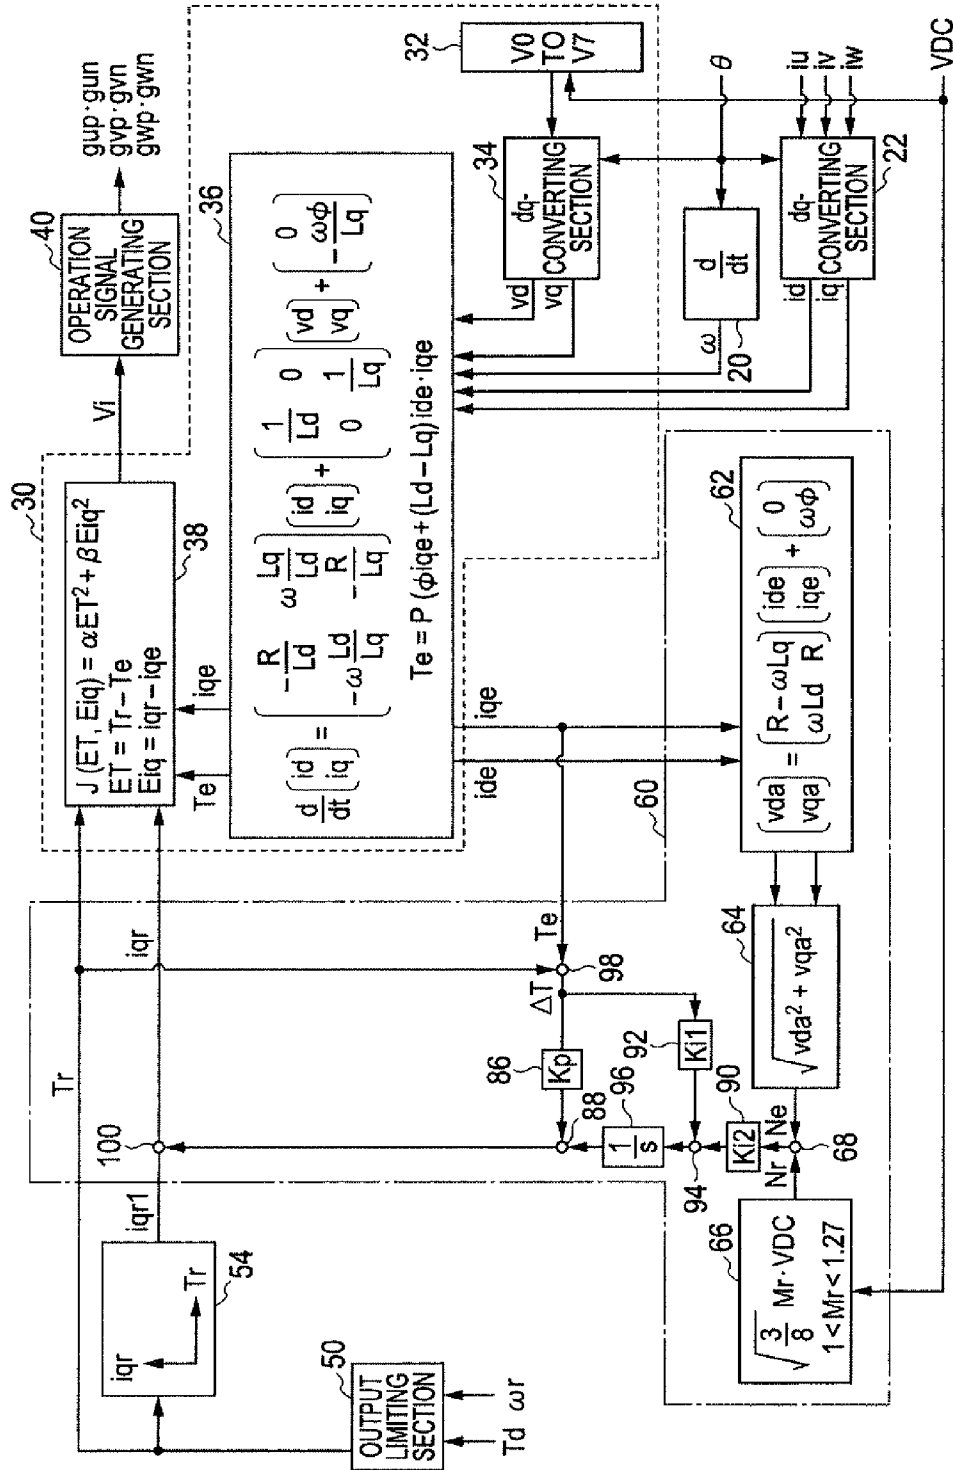 30
38
J (ET, Eiq) = αET² + βEiq²
ET = Tr − Te
Eiq = iqr − iqe
Vi
40
OPERATION
SIGNAL
GENERATING
SECTION
gup·gun
gvp·gvn
gwp·gwn
Tr
iqr
Te
iqe
36
d/dt (id iq) = (−R/Ld ω Lq/Ld −ω Ld/Lq −R/Lq) (id iq) + (1/Ld 0 0 1/Lq) (vd vq) + (0 −ωϕ/Lq)
Te = P (ϕiqe + (Ld − Lq) ide·iqe
32
V0
TO
V7
34
dq-
CONVERTING
SECTION
vd
vq
θ
d/dt
20
ω
22
dq-
CONVERTING
SECTION
id
iq
iu
iv
iw
VDC
100
iqr1
54
iqr
Tr
50
OUTPUT
LIMITING
SECTION
Td
ωr
60
ide
iqe
Te
98
ΔT
86
Kp
88
92
Ki1
96
1/s
94
90
Ki2
Nr
Ne
68
66
√3/8 Mr·VDC
1 < Mr < 1.27
64
√vda² + vqa²
62
(vda vqa) = (R − ωLq ωLd R) (ide iqe) + (0 ωϕ)